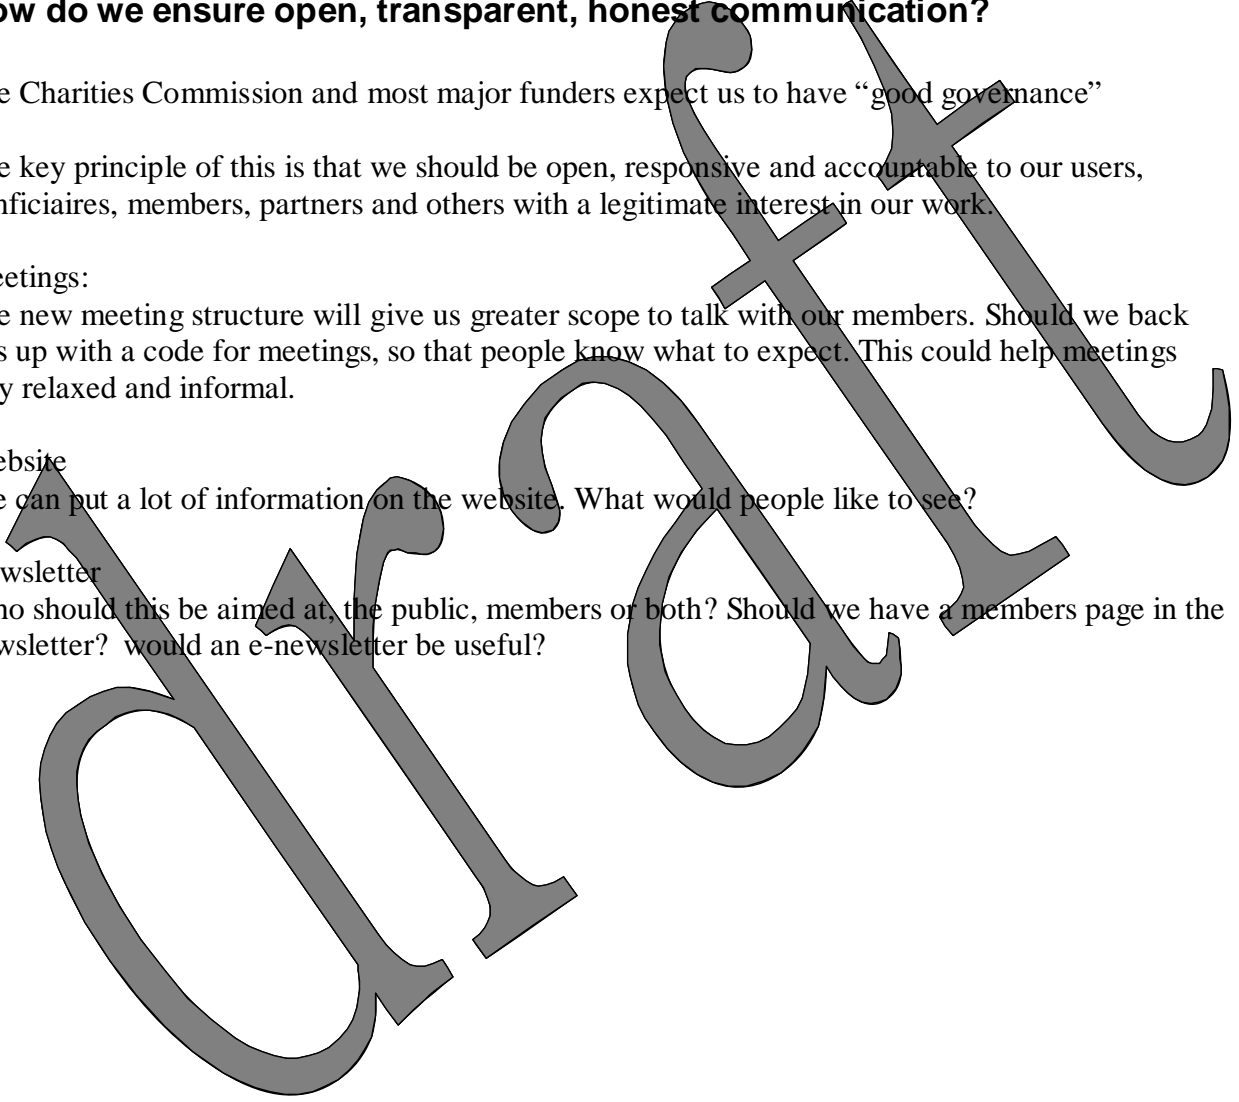 ow do we ensure open, transparent, honest communication?
e Charities Commission and most major funders expect us to have “good governance”
e key principle of this is that we should be open, responsive and accountable to our users,
nficiaires, members, partners and others with a legitimate interest in our work.
eetings:
e new meeting structure will give us greater scope to talk with our members. Should we back
s up with a code for meetings, so that people know what to expect. This could help meetings
y relaxed and informal.
ebsite
e can put a lot of information on the website. What would people like to see?
wsletter
ho should this be aimed at, the public, members or both? Should we have a members page in the
wsletter?  would an e-newsletter be useful?
draft